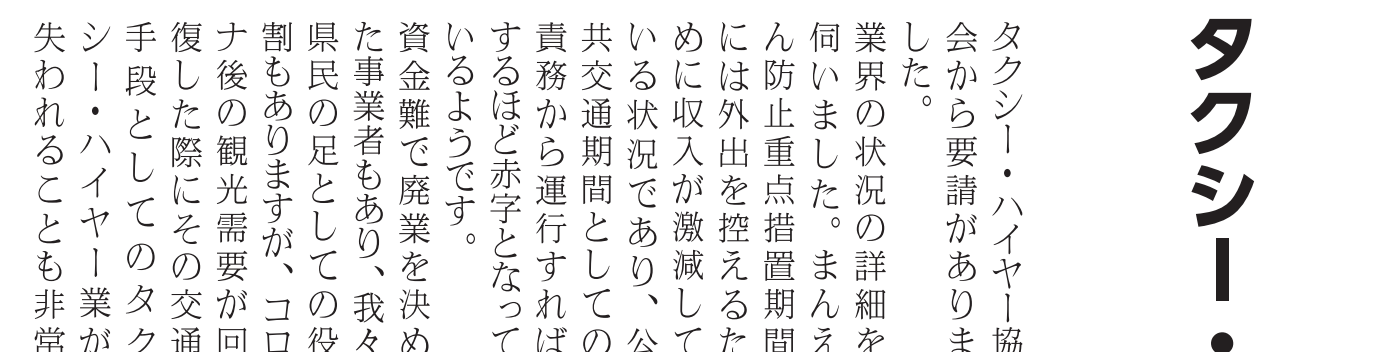 タクシー・
タクシー・ハイヤー協
会から要請がありま
した。
業界の状況の詳細を
伺いました。まんえ
ん防止重点措置期間
には外出を控えるた
めに収入が激減して
いる状況であり、公
共交通期間としての
責務から運行すれば
するほど赤字となって
いるようです。
資金難で廃業を決め
た事業者もあり、我々
県民の足としての役
割もありますが、コロ
ナ後の観光需要が回
復した際にその交通
手段としてのタク
シー・ハイヤー業が
失われることも非常